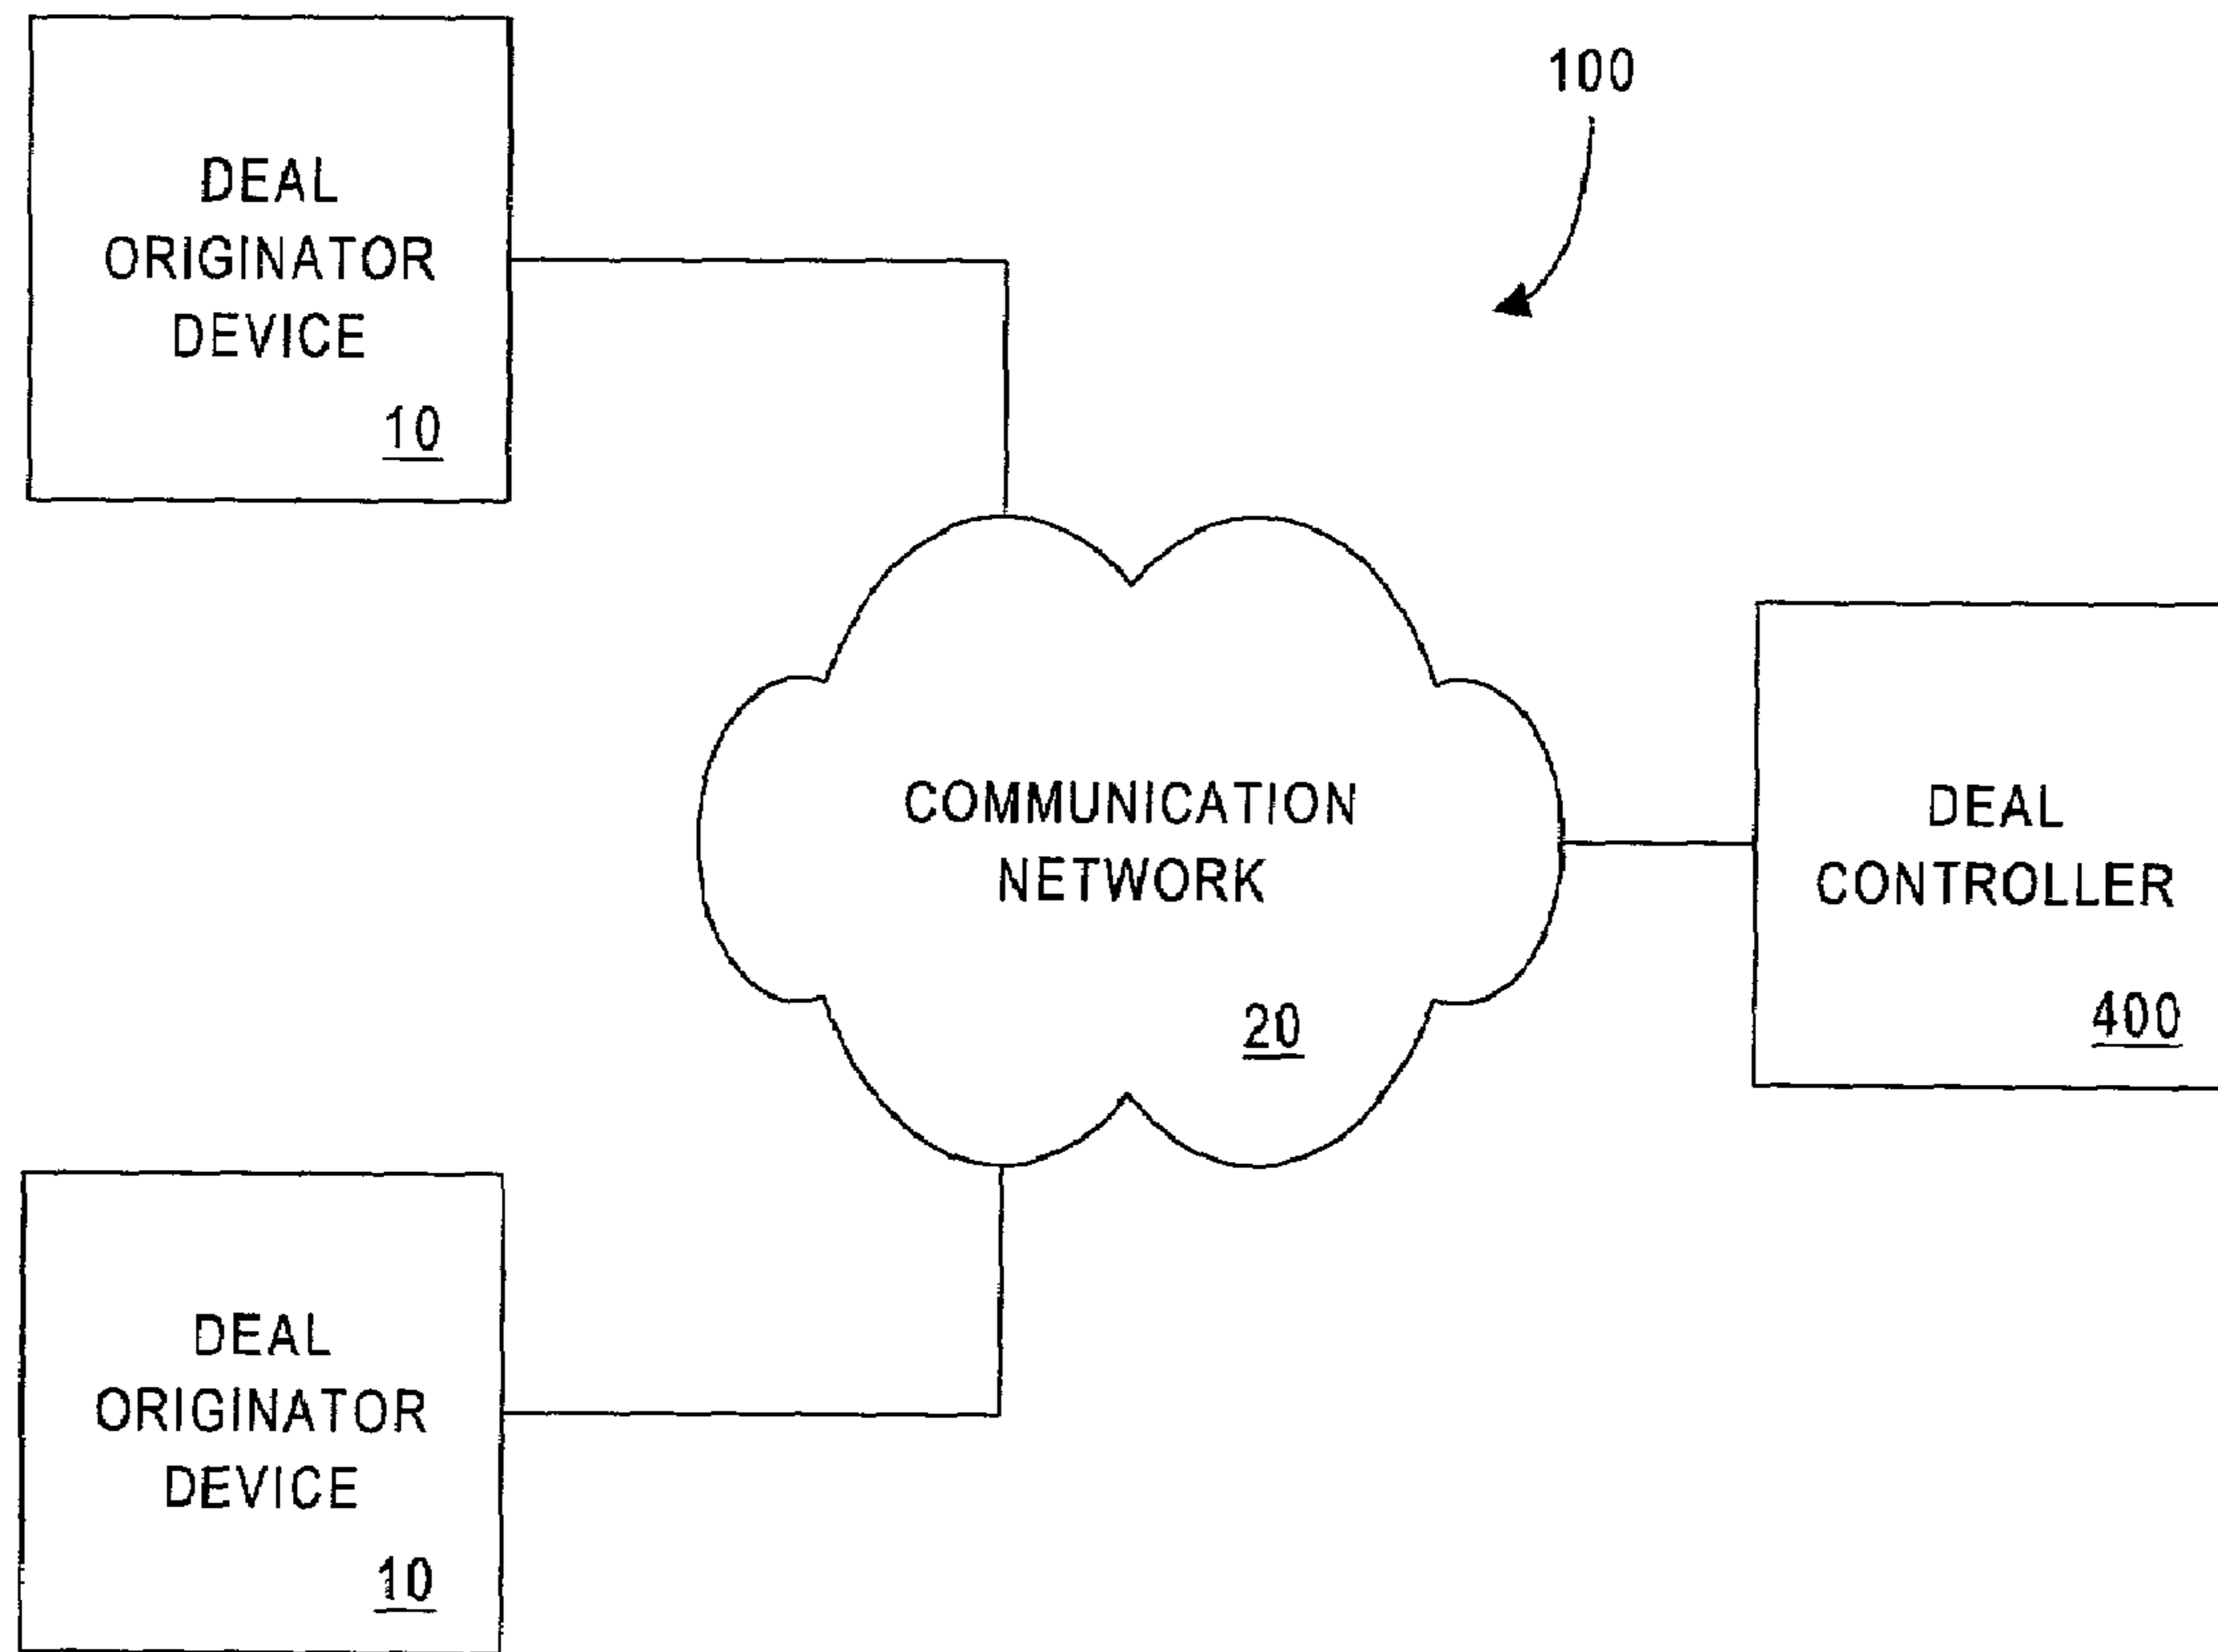 DEAL
ORIGINATOR
DEVICE
10
100
COMMUNICATION
NETWORK
20
DEAL
CONTROLLER
400
DEAL
ORIGINATOR
DEVICE
10